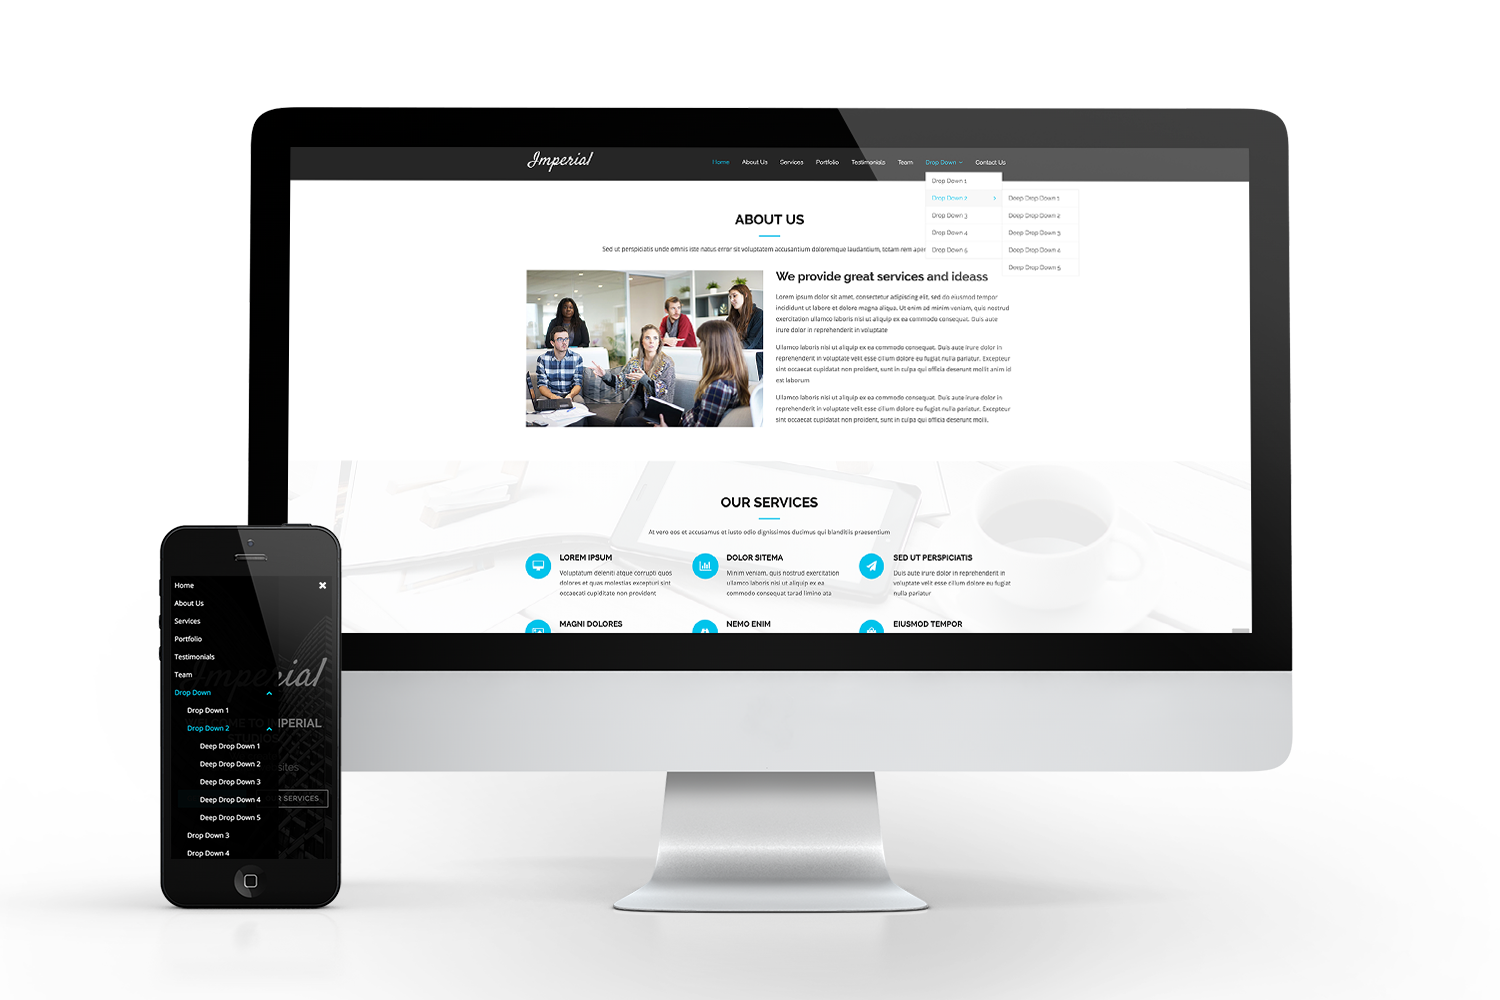 Imperial
Home About Us Services Portfolio Testimonials Team Drop Down Contact Us
Drop Down 1
Drop Down 2
Drop Down 3
Drop Down 4
Drop Down 5
Deep Drop Down 1
Deep Drop Down 2
Deep Drop Down 3
Deep Drop Down 4
Deep Drop Down 5
ABOUT US
Sed ut perspiciatis unde omnis iste natus error sit voluptatem accusantium doloremque laudantium, totam rem aper
We provide great services and ideass
Lorem ipsum dolor sit amet, consectetur adipiscing elit, sed do eiusmod tempor
incididunt ut labore et dolore magna aliqua. Ut enim ad minim veniam, quis nostrud
exercitation ullamco laboris nisi ut aliquip ex ea commodo consequat. Duis aute
irure dolor in reprehenderit in voluptate
Ullamco laboris nisi ut aliquip ex ea commodo consequat. Duis aute irure dolor in
reprehenderit in voluptate velit esse cillum dolore eu fugiat nulla pariatur. Excepteur
sint occaecat cupidatat non proident, sunt in culpa qui officia deserunt mollit anim id
est laborum
Ullamco laboris nisi ut aliquip ex ea commodo consequat. Duis aute irure dolor in
reprehenderit in voluptate velit esse cillum dolore eu fugiat nulla pariatur. Excepteur
sint occaecat cupidatat non proident, sunt in culpa qui officia deserunt mollit.
OUR SERVICES
At vero eos et accusamus et iusto odio dignissimos ducimus qui blanditiis praesentium
LOREM IPSUM
Voluptatum deleniti atque corrupti quos
dolores et quas molestias excepturi sint
occaecati cupiditate non provident
DOLOR SITEMA
Minim veniam, quis nostrud exercitation
ullamco laboris nisi ut aliquip ex ea
commodo consequat tarad limino ata
SED UT PERSPICIATIS
Duis aute irure dolor in reprehenderit in
voluptate velit esse cillum dolore eu fugiat
nulla pariatur
MAGNI DOLORES
NEMO ENIM
EIUSMOD TEMPOR
Home
About Us
Services
Portfolio
Testimonials
Team
Imperial
Drop Down
Drop Down 1
Drop Down 2
IMPERIAL
Deep Drop Down 1
Deep Drop Down 2
Deep Drop Down 3
Deep Drop Down 4
SERVICES
Deep Drop Down 5
Drop Down 3
Drop Down 4